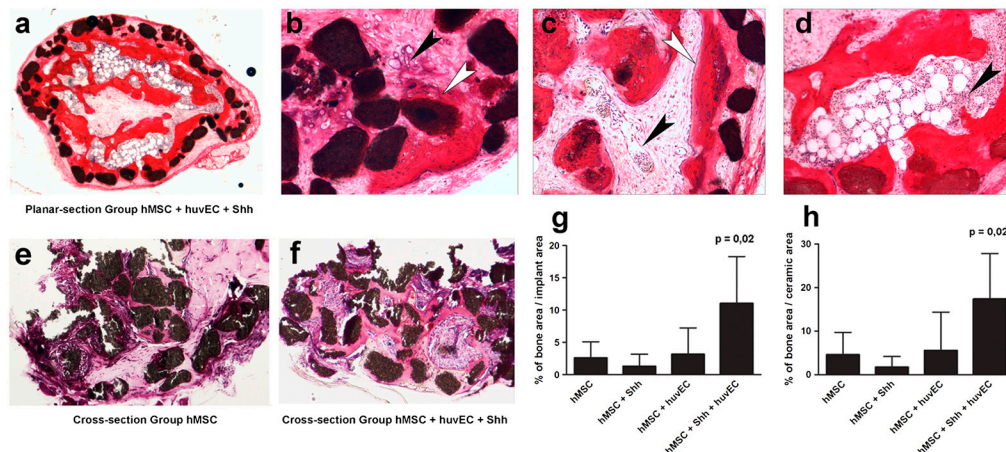 a
b
c
d
Planar-section Group hMSC + huvEC + Shh
e
f
Cross-section Group hMSC
Cross-section Group hMSC + huvEC + Shh
g
% of bone area / implant area
20
15
10
5
0
p = 0,02
hMSC
hMSC + Shh
hMSC + huvEC
hMSC + Shh + huvEC
h
% of bone area / ceramic area
30
20
10
0
p = 0,02
hMSC
hMSC + Shh
hMSC + huvEC
hMSC + Shh + huvEC